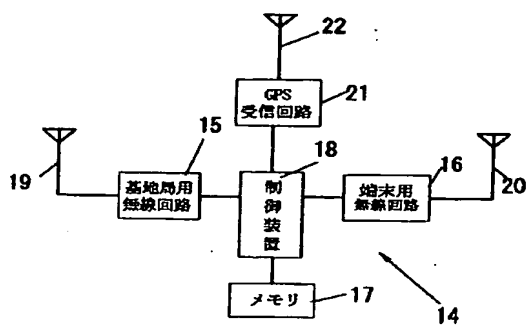 22
GPS
受信回路
21
15
18
16
19
基地局用
無線回路
制御装置
端末用
無線回路
20
メモリ
17
14